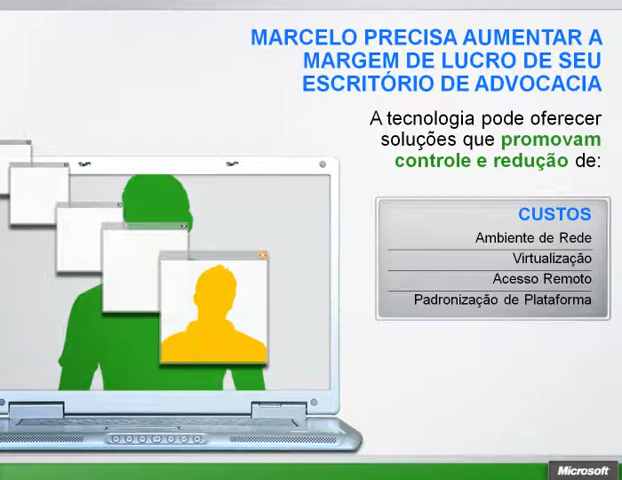 MARCELO PRECISA AUMENTAR A
MARGEM DE LUCRO DE SEU
ESCRITÓRIO DE ADVOCACIA
A tecnologia pode oferecer
soluções que promovam
controle e redução de:
CUSTOS
Ambiente de Rede
Virtualização
Acesso Remoto
Padronização de Plataforma
Microsoft